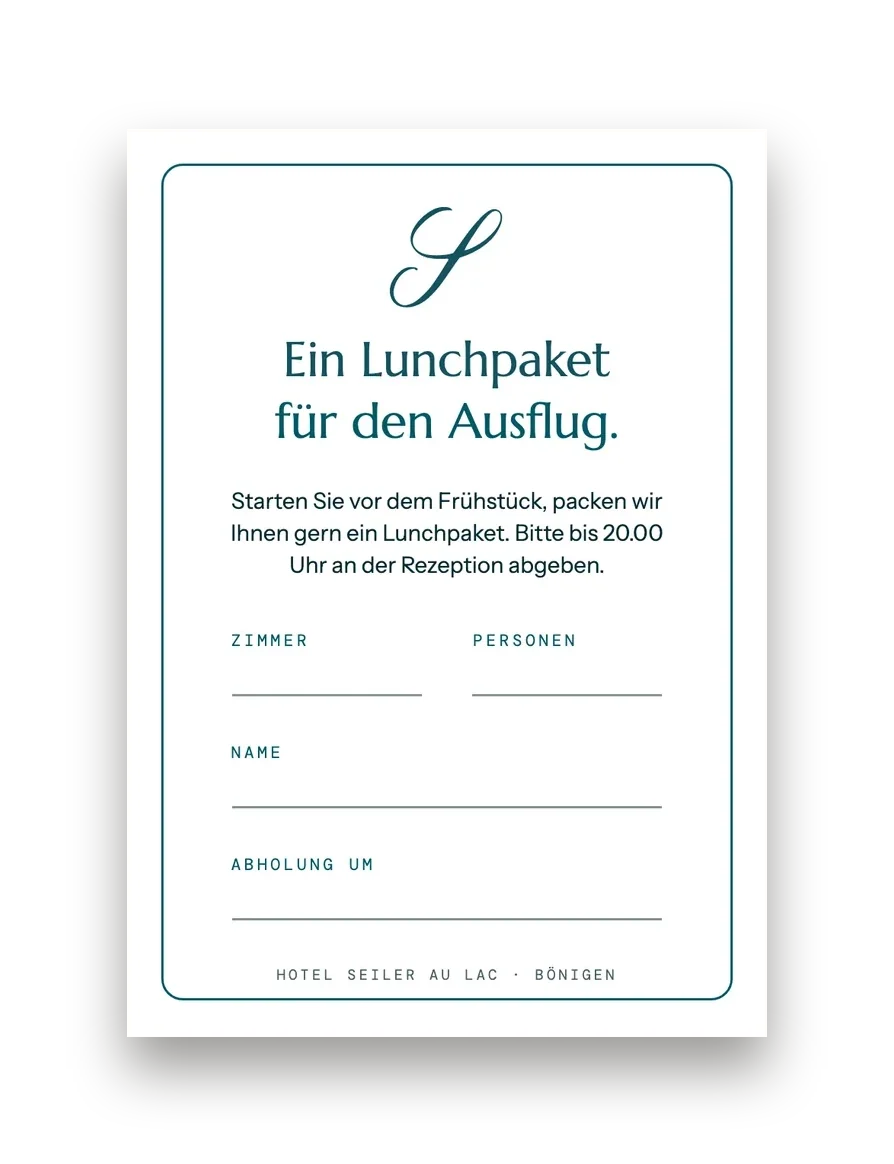 S
Ein Lunchpaket
für den Ausflug.
Starten Sie vor dem Frühstück, packen wir
Ihnen gern ein Lunchpaket. Bitte bis 20.00
Uhr an der Rezeption abgeben.
ZIMMER PERSONEN
NAME
ABHOLUNG UM
HOTEL SEILER AU LAC · BÖNIGEN